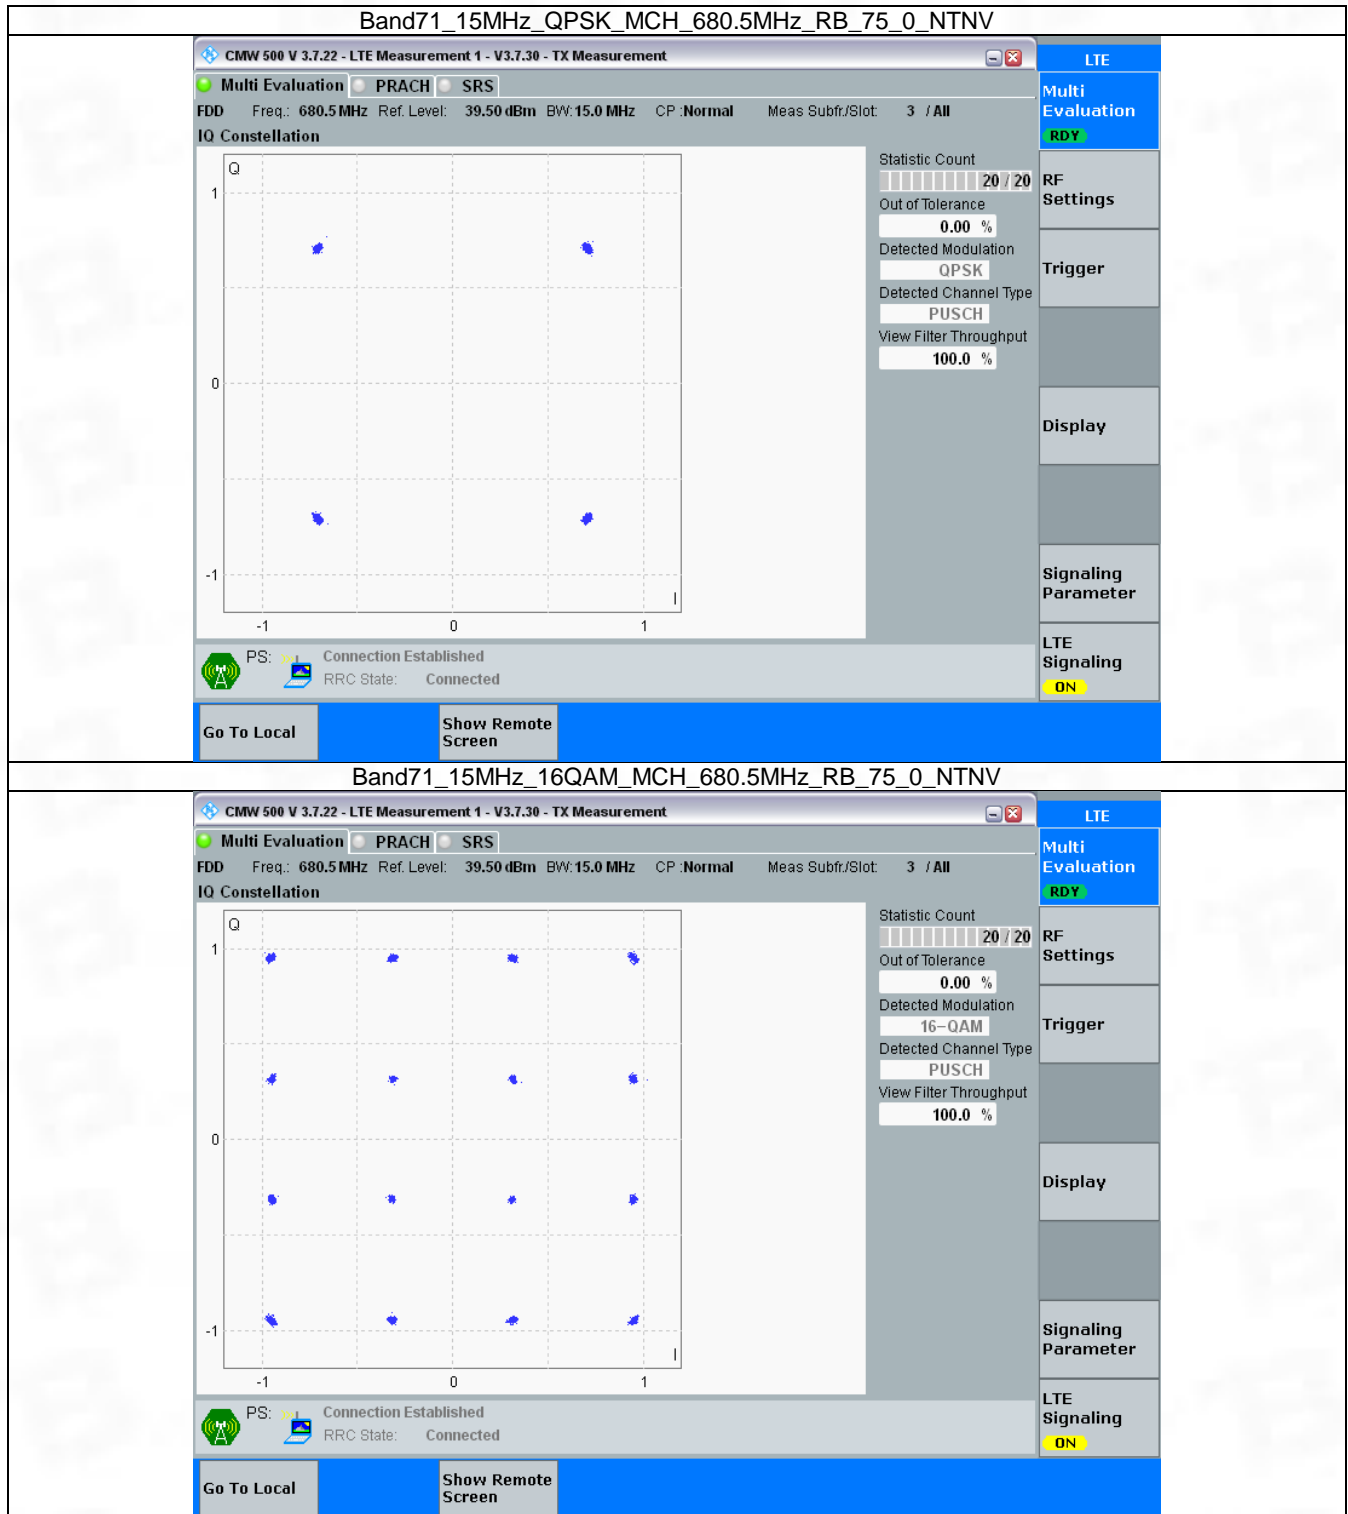 Band71_15MHz_QPSK_MCH_680.5MHz_RB_75_0_NTNV
CMW 500 V 3.7.22 - LTE Measurement 1 - V3.7.30 - TX Measurement
LTE
Multi Evaluation PRACH SRS
Multi
Evaluation
RDY
FDD Freq.: 680.5 MHz Ref. Level: 39.50 dBm BW: 15.0 MHz CP :Normal Meas Subfr./Slot: 3 / All
IQ Constellation
Q
1
0
-1
I
-1 0 1
Statistic Count
20 / 20
Out of Tolerance
0.00 %
Detected Modulation
QPSK
Detected Channel Type
PUSCH
View Filter Throughput
100.0 %
RF
Settings
Trigger
Display
Signaling
Parameter
LTE
Signaling
ON
PS: Connection Established
RRC State: Connected
Go To Local
Show Remote
Screen
Band71_15MHz_16QAM_MCH_680.5MHz_RB_75_0_NTNV
CMW 500 V 3.7.22 - LTE Measurement 1 - V3.7.30 - TX Measurement
LTE
Multi Evaluation PRACH SRS
Multi
Evaluation
RDY
FDD Freq.: 680.5 MHz Ref. Level: 39.50 dBm BW: 15.0 MHz CP :Normal Meas Subfr./Slot: 3 / All
IQ Constellation
Q
1
0
-1
I
-1 0 1
Statistic Count
20 / 20
Out of Tolerance
0.00 %
Detected Modulation
16-QAM
Detected Channel Type
PUSCH
View Filter Throughput
100.0 %
RF
Settings
Trigger
Display
Signaling
Parameter
LTE
Signaling
ON
PS: Connection Established
RRC State: Connected
Go To Local
Show Remote
Screen